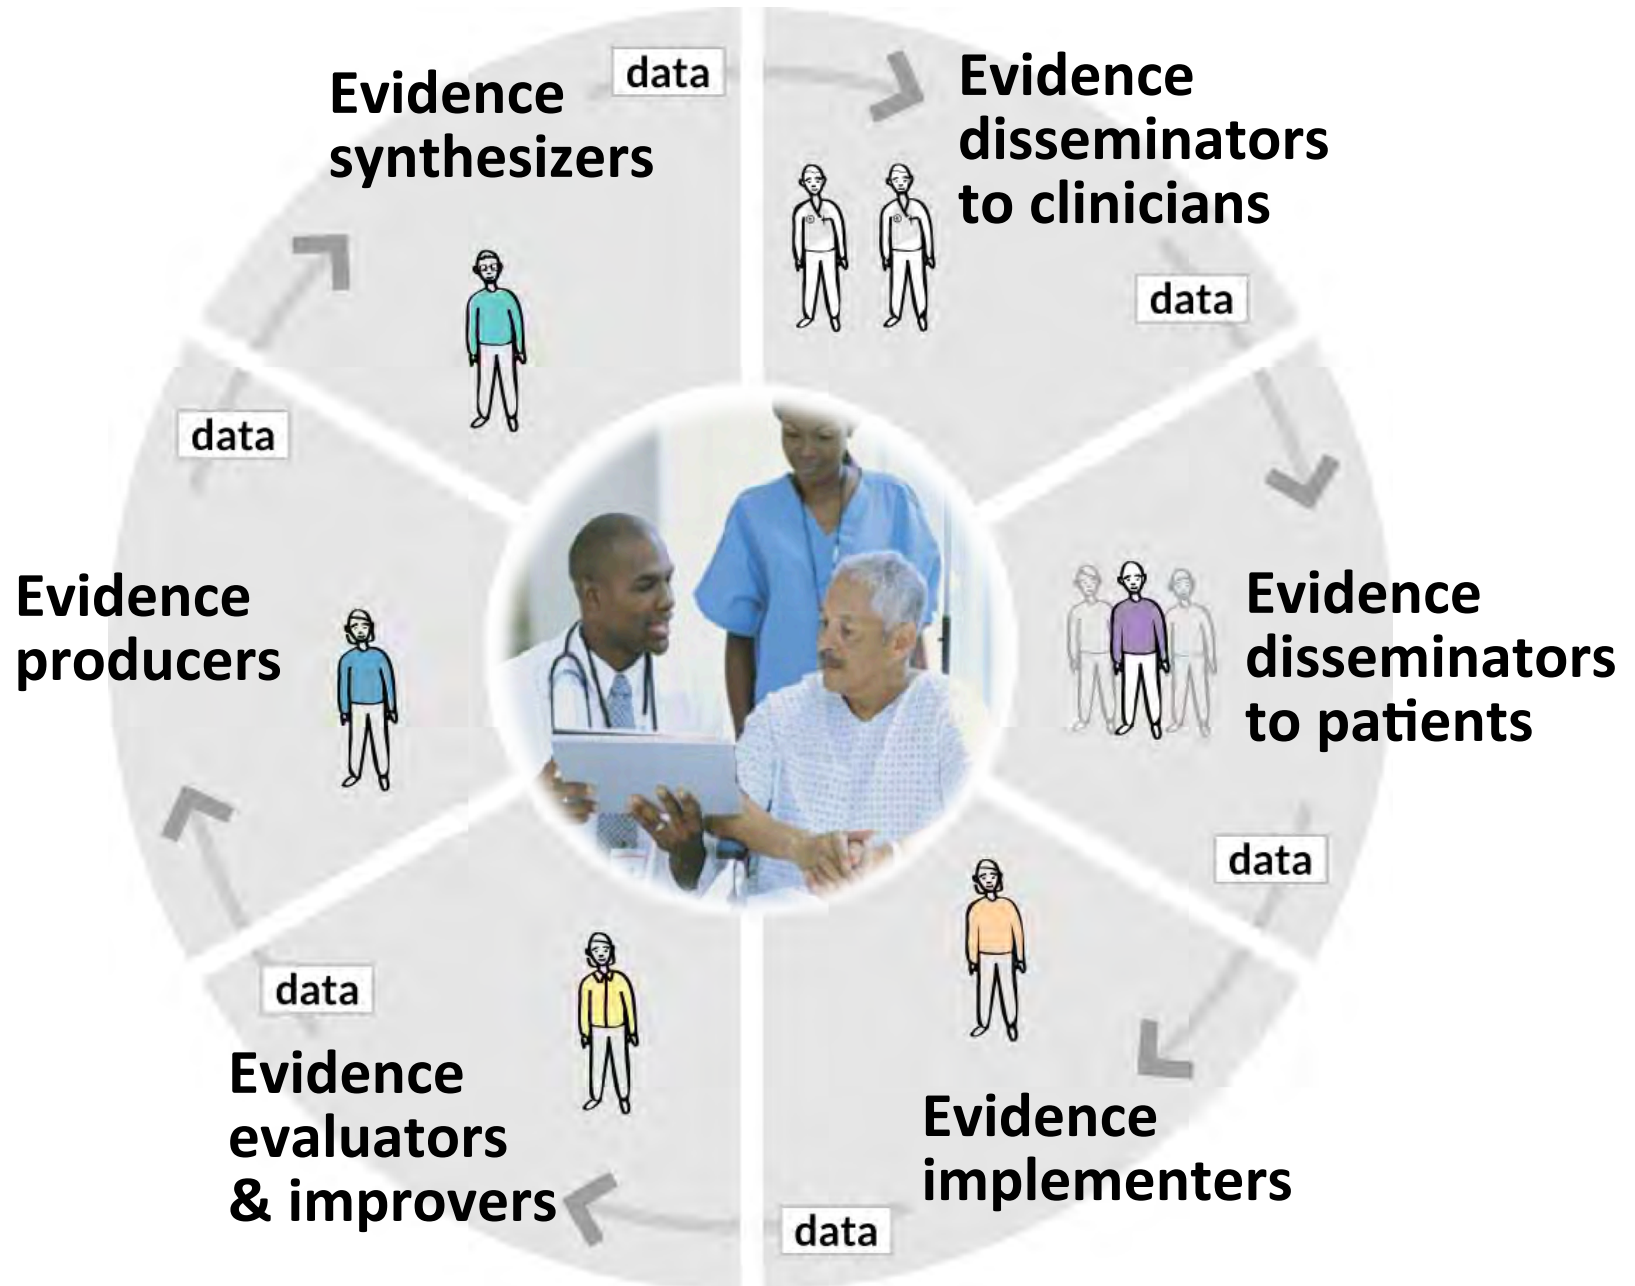 data
Evidence
synthesizers
Evidence
disseminators
to clinicians
data
Evidence
disseminators
to patients
data
Evidence
implementers
data
Evidence
evaluators
& improvers
data
Evidence
producers
data